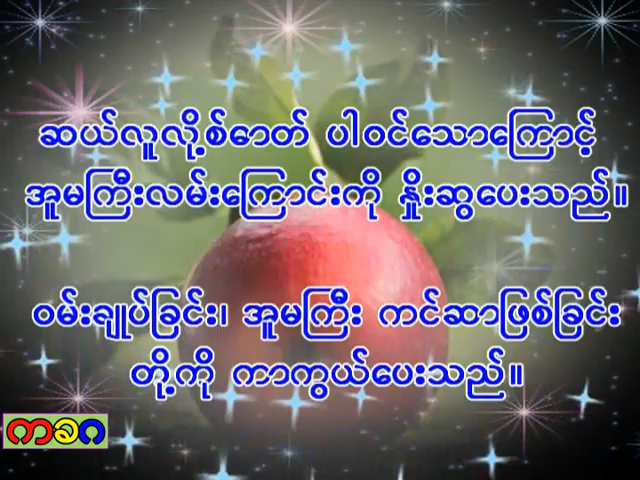 ဆယ်လူလို့စ်ဓာတ် ပါဝင်သောကြောင့်
အူမကြီးလမ်းကြောင်းကို နှိုးဆွပေးသည်။
ဝမ်းချုပ်ခြင်း၊ အူမကြီး ကင်ဆာဖြစ်ခြင်း
တို့ကို ကာကွယ်ပေးသည်။
ကခဂ